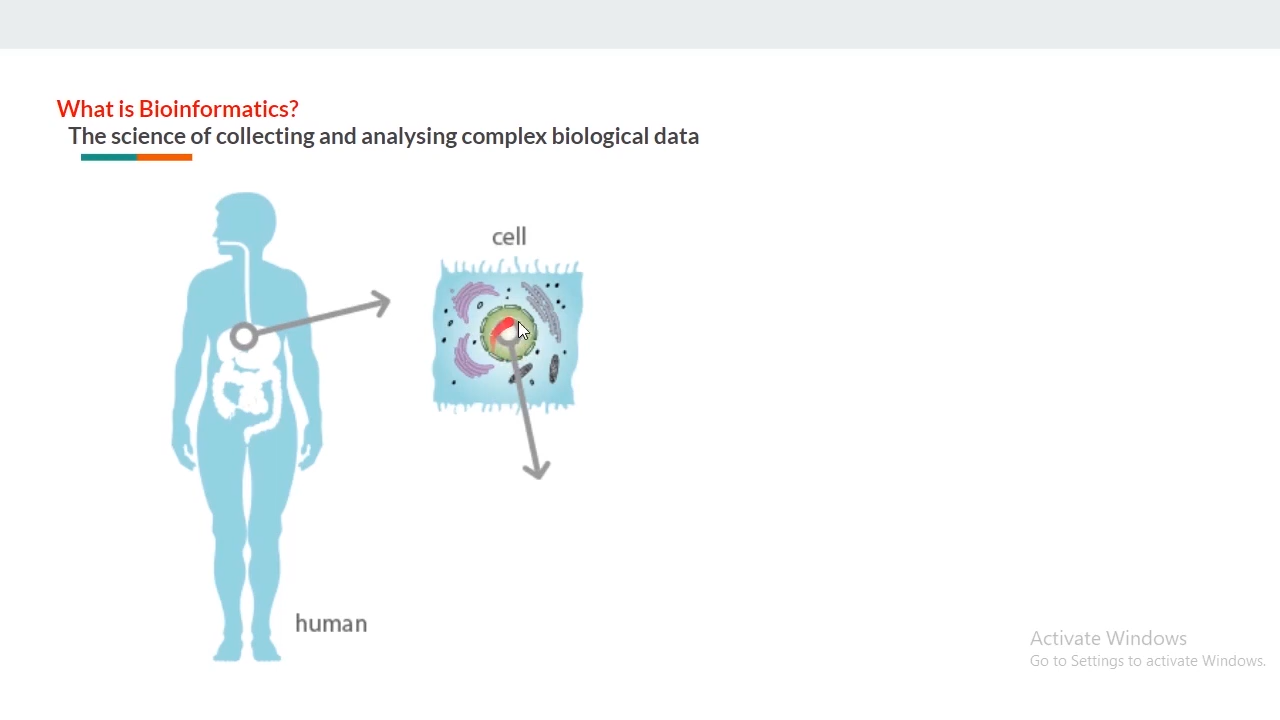 What is Bioinformatics?
The science of collecting and analysing complex biological data
cell
human
Activate Windows
Go to Settings to activate Windows.